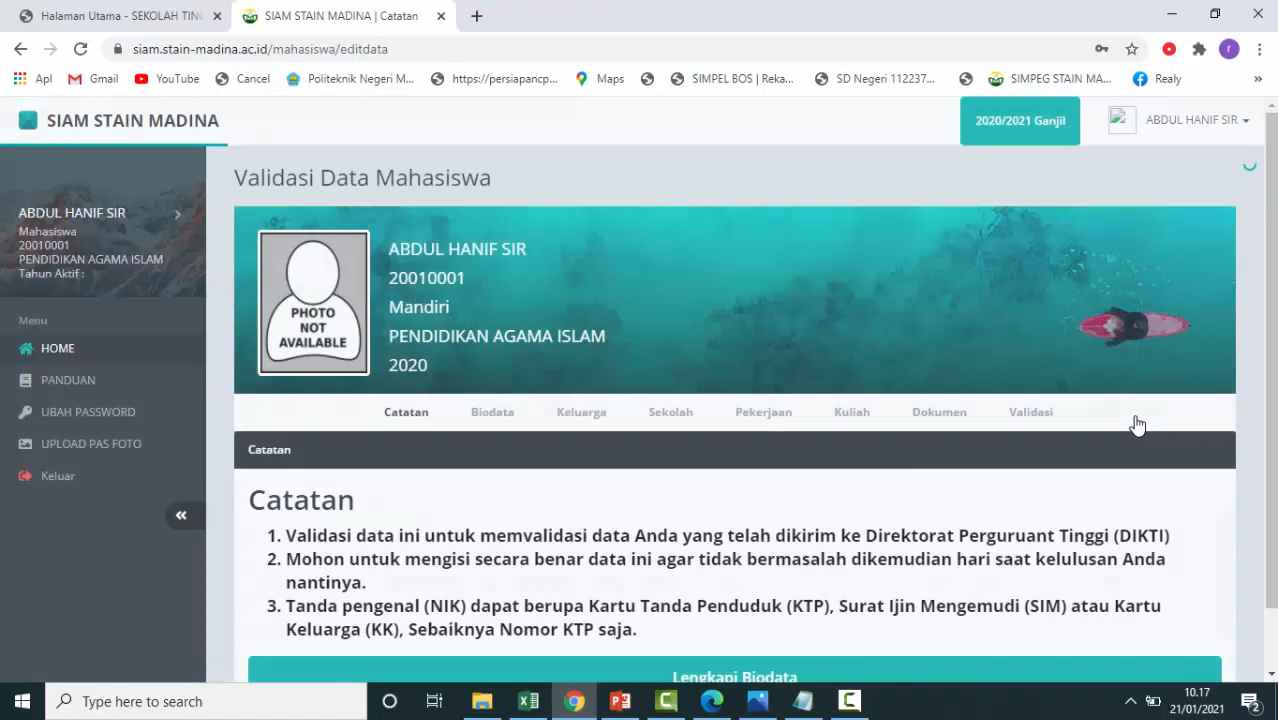 Halaman Utama - SEKOLAH TING
SIAM STAIN MADINA | Catatan
siam.stain-madina.ac.id/mahasiswa/editdata
r
Apl
Gmail
YouTube
Cancel
Politeknik Negeri M...
https://persiapancp...
Maps
SIMPEL BOS | Reka...
SD Negeri 112237...
SIMPEG STAIN MA...
Realy
»
SIAM STAIN MADINA
2020/2021 Ganjil
ABDUL HANIF SIR
ABDUL HANIF SIR
Mahasiswa
20010001
PENDIDIKAN AGAMA ISLAM
Tahun Aktif :
Menu
HOME
PANDUAN
UBAH PASSWORD
UPLOAD PAS FOTO
Keluar
Validasi Data Mahasiswa
PHOTO
NOT
AVAILABLE
ABDUL HANIF SIR
20010001
Mandiri
PENDIDIKAN AGAMA ISLAM
2020
Catatan Biodata Keluarga Sekolah Pekerjaan Kuliah Dokumen Validasi
Catatan
Catatan
1. Validasi data ini untuk memvalidasi data Anda yang telah dikirim ke Direktorat Perguruant Tinggi (DIKTI)
2. Mohon untuk mengisi secara benar data ini agar tidak bermasalah dikemudian hari saat kelulusan Anda
nantinya.
3. Tanda pengenal (NIK) dapat berupa Kartu Tanda Penduduk (KTP), Surat Ijin Mengemudi (SIM) atau Kartu
Keluarga (KK), Sebaiknya Nomor KTP saja.
Lengkapi Biodata
Type here to search
10.17
21/01/2021
2